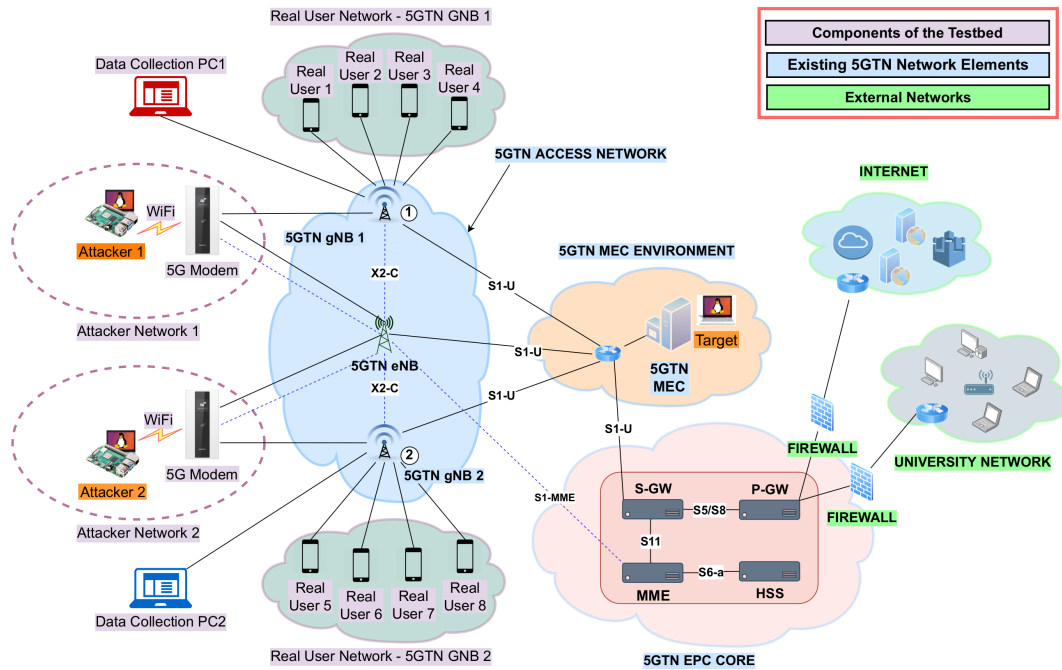 Real User Network - 5GTN GNB 1
Components of the Testbed
Existing 5GTN Network Elements
External Networks
Data Collection PC1
Real
User 1
Real
User 2
Real
User 3
Real
User 4
5GTN ACCESS NETWORK
INTERNET
WiFi
Attacker 1
5G Modem
Attacker Network 1
1
5GTN gNB 1
X2-C
S1-U
5GTN MEC ENVIRONMENT
Target
5GTN
MEC
5GTN eNB
S1-U
X2-C
S1-U
S1-U
WiFi
Attacker 2
5G Modem
Attacker Network 2
2
5GTN gNB 2
S1-MME
FIREWALL
UNIVERSITY NETWORK
FIREWALL
S-GW
P-GW
S5/S8
S11
S6-a
MME
HSS
Real
User 5
Real
User 6
Real
User 7
Real
User 8
Data Collection PC2
Real User Network - 5GTN GNB 2
5GTN EPC CORE